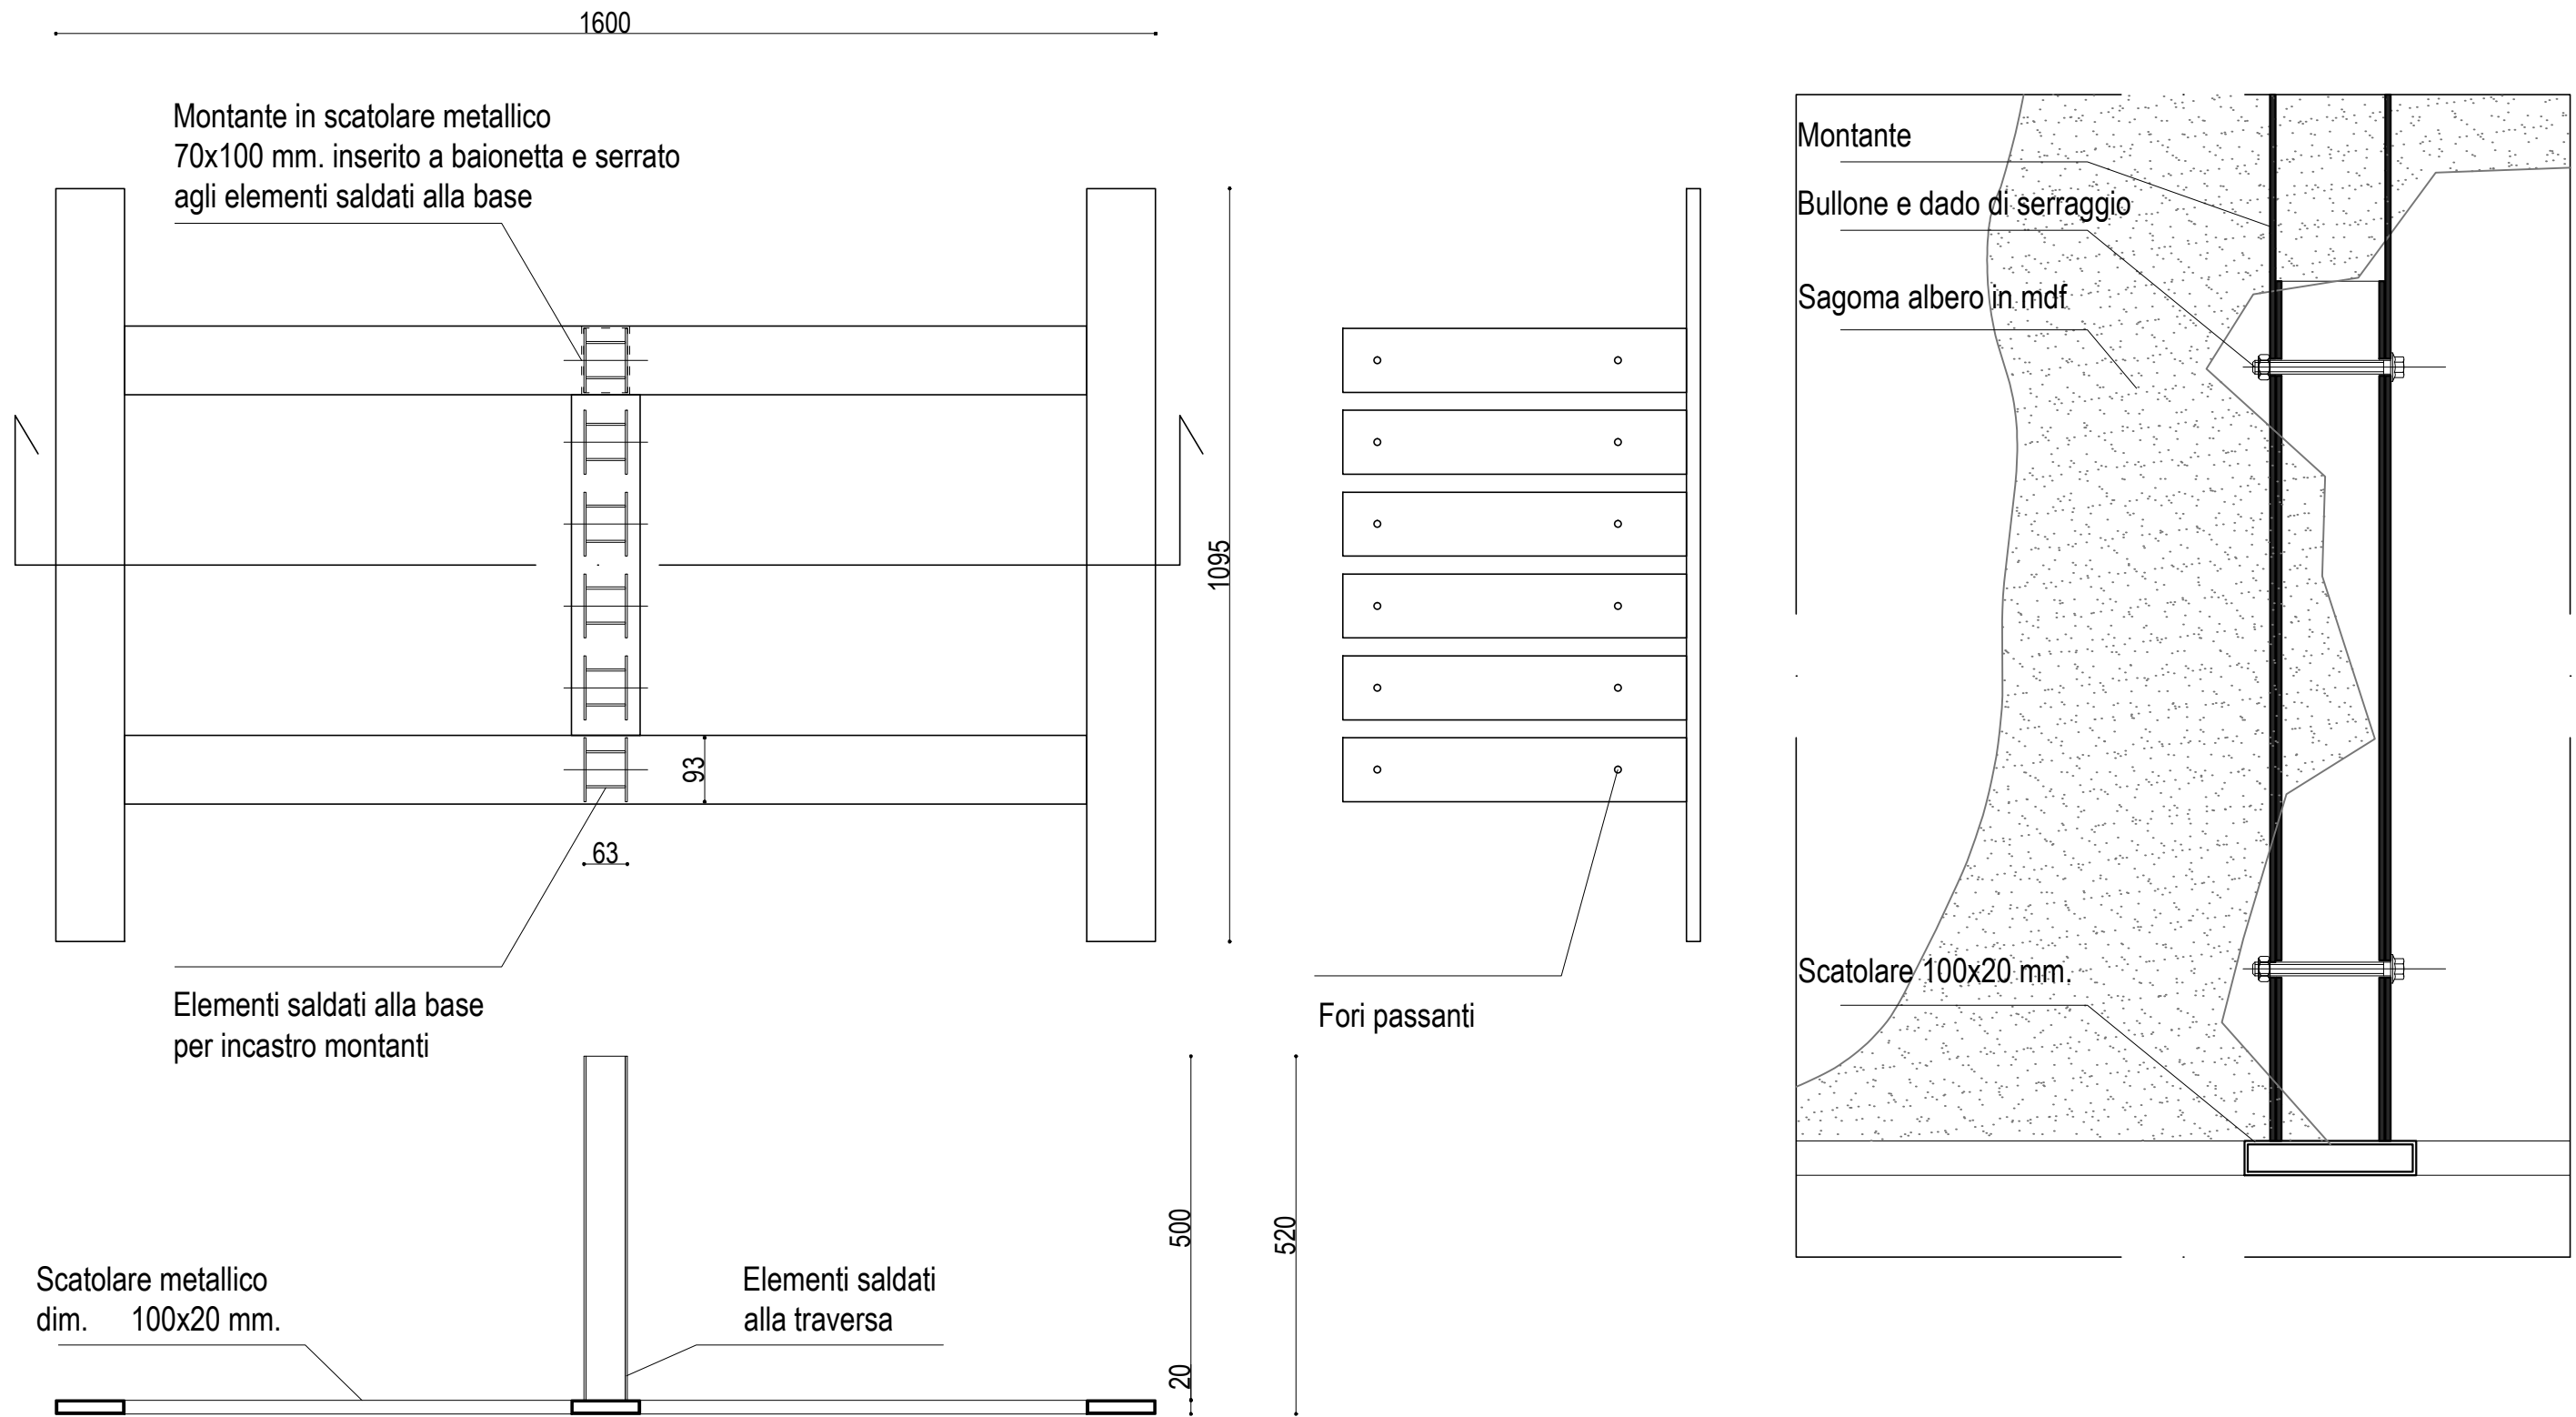 1600
Montante in scatolare metallico
70x100 mm. inserito a baionetta e serrato
agli elementi saldati alla base
1095
93
63
Elementi saldati alla base
per incastro montanti
Fori passanti
Montante
Bullone e dado di serraggio
Sagoma albero in mdf
Scatolare 100x20 mm.
500
520
20
Scatolare metallico
dim. 100x20 mm.
Elementi saldati
alla traversa